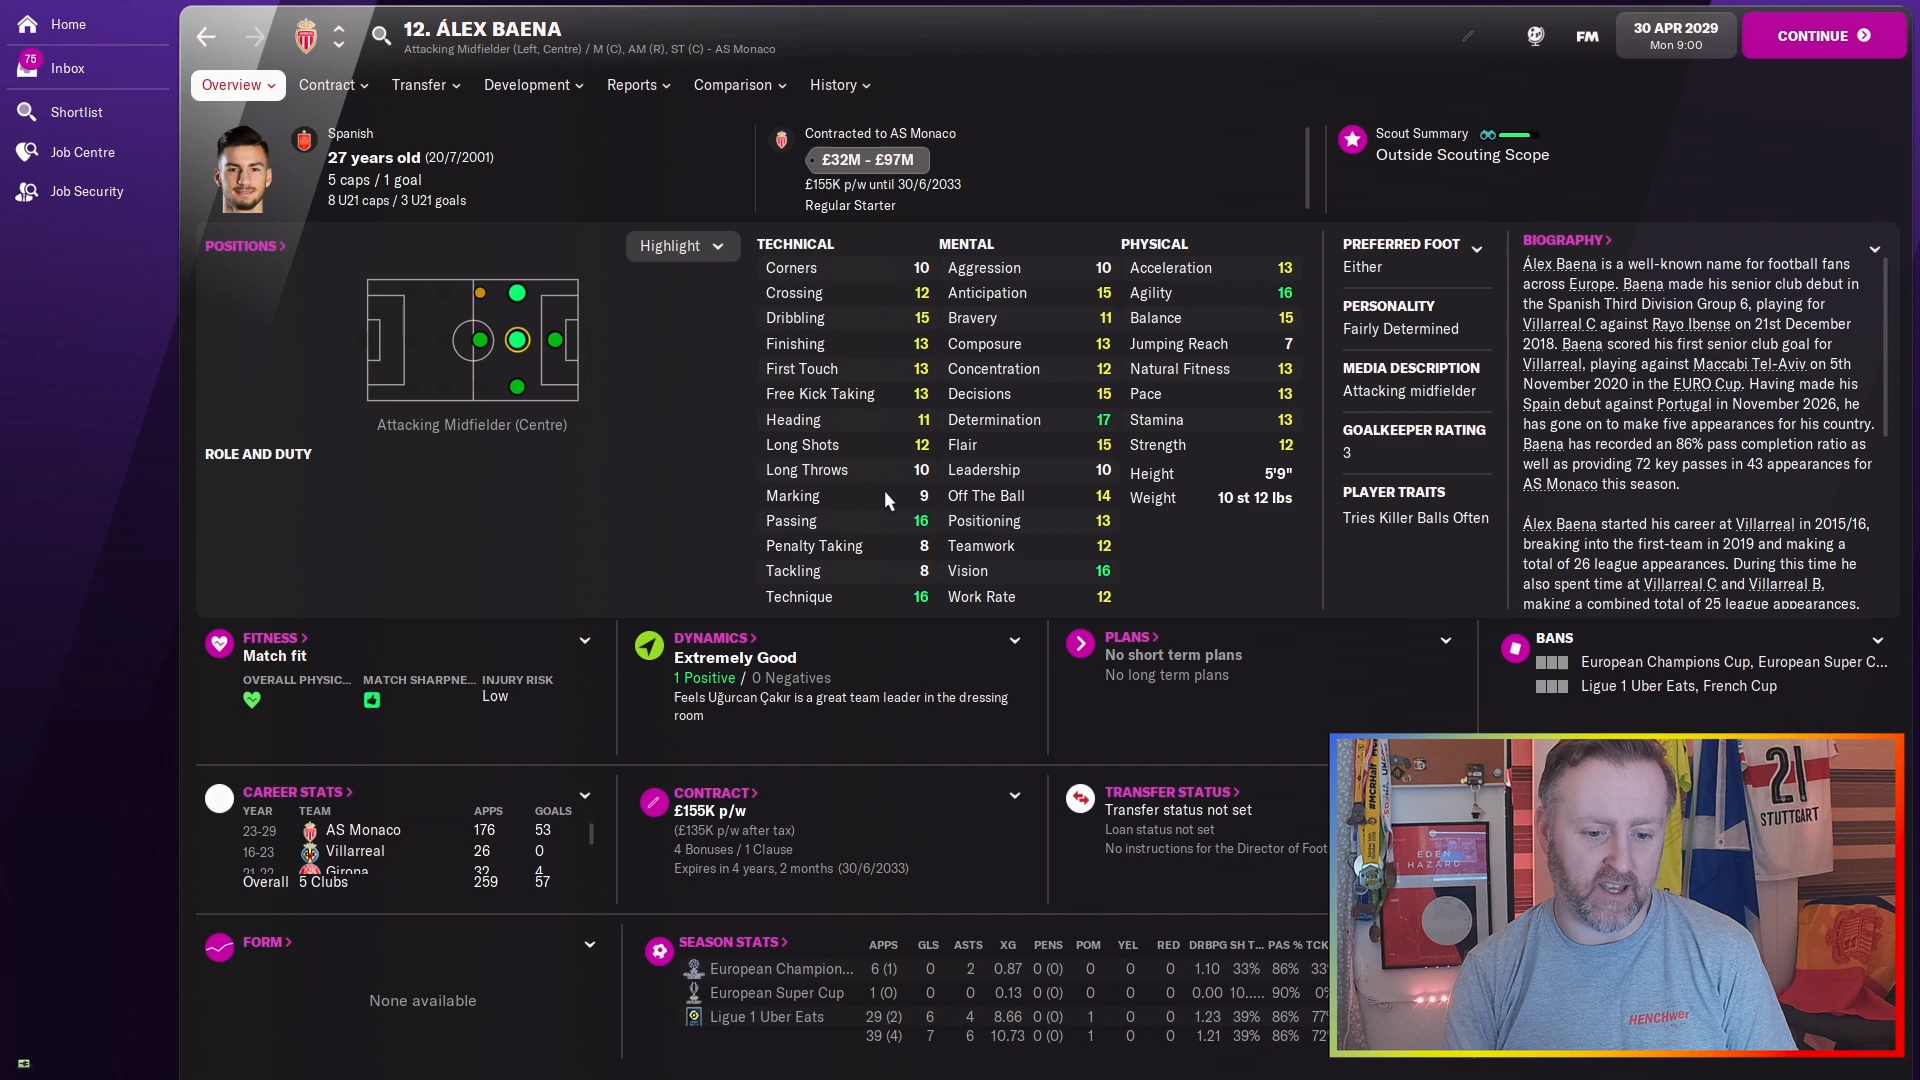 Home
75
Inbox
Shortlist
Job Centre
Job Security
12. ÁLEX BAENA
Attacking Midfielder (Left, Centre) / M (C), AM (R), ST (C) - AS Monaco
FM
30 APR 2029
Mon 9:00
CONTINUE
Overview
Contract
Transfer
Development
Reports
Comparison
History
Spanish
27 years old (20/7/2001)
5 caps / 1 goal
8 U21 caps / 3 U21 goals
Contracted to AS Monaco
£32M - £97M
£155K p/w until 30/6/2033
Regular Starter
Scout Summary
Outside Scouting Scope
POSITIONS >
Attacking Midfielder (Centre)
ROLE AND DUTY
Highlight
TECHNICAL
Corners 10
Crossing 12
Dribbling 15
Finishing 13
First Touch 13
Free Kick Taking 13
Heading 11
Long Shots 12
Long Throws 10
Marking 9
Passing 16
Penalty Taking 8
Tackling 8
Technique 16
MENTAL
Aggression 10
Anticipation 15
Bravery 11
Composure 13
Concentration 12
Decisions 15
Determination 17
Flair 15
Leadership 10
Off The Ball 14
Positioning 13
Teamwork 12
Vision 16
Work Rate 12
PHYSICAL
Acceleration 13
Agility 16
Balance 15
Jumping Reach 7
Natural Fitness 13
Pace 13
Stamina 13
Strength 12
Height 5'9"
Weight 10 st 12 lbs
PREFERRED FOOT
Either
PERSONALITY
Fairly Determined
MEDIA DESCRIPTION
Attacking midfielder
GOALKEEPER RATING
3
PLAYER TRAITS
Tries Killer Balls Often
BIOGRAPHY >
Álex Baena is a well-known name for football fans
across Europe. Baena made his senior club debut in
the Spanish Third Division Group 6, playing for
Villarreal C against Rayo Ibense on 21st December
2018. Baena scored his first senior club goal for
Villarreal, playing against Maccabi Tel-Aviv on 5th
November 2020 in the EURO Cup. Having made his
Spain debut against Portugal in November 2026, he
has gone on to make five appearances for his country.
Baena has recorded an 86% pass completion ratio as
well as providing 72 key passes in 43 appearances for
AS Monaco this season.
Álex Baena started his career at Villarreal in 2015/16,
breaking into the first-team in 2019 and making a
total of 26 league appearances. During this time he
also spent time at Villarreal C and Villarreal B,
making a combined total of 25 league appearances.
FITNESS >
Match fit
OVERALL PHYSIC... MATCH SHARPNE... INJURY RISK
Low
DYNAMICS >
Extremely Good
1 Positive / 0 Negatives
Feels Uğurcan Çakır is a great team leader in the dressing
room
PLANS >
No short term plans
No long term plans
BANS
European Champions Cup, European Super C...
Ligue 1 Uber Eats, French Cup
CAREER STATS >
YEAR TEAM APPS GOALS
23-29 AS Monaco 176 53
16-23 Villarreal 26 0
21-22 Girona 32 4
Overall 5 Clubs 259 57
CONTRACT >
£155K p/w
(£135K p/w after tax)
4 Bonuses / 1 Clause
Expires in 4 years, 2 months (30/6/2033)
TRANSFER STATUS >
Transfer status not set
Loan status not set
No instructions for the Director of Foot
FORM >
None available
SEASON STATS > APPS GLS ASTS XG PENS POM YEL RED DRBPG SH T... PAS % TCK
European Champion... 6 (1) 0 2 0.87 0 (0) 0 0 0 1.10 33% 86% 33
European Super Cup 1 (0) 0 0 0.13 0 (0) 0 0 0 0.00 10..... 90% 0%
Ligue 1 Uber Eats 29 (2) 6 4 8.66 0 (0) 1 0 0 1.23 39% 86% 77
39 (4) 7 6 10.73 0 (0) 1 0 0 1.21 39% 86% 72
EDEN
HAZARD
21
STUTTGART
HENCHwer